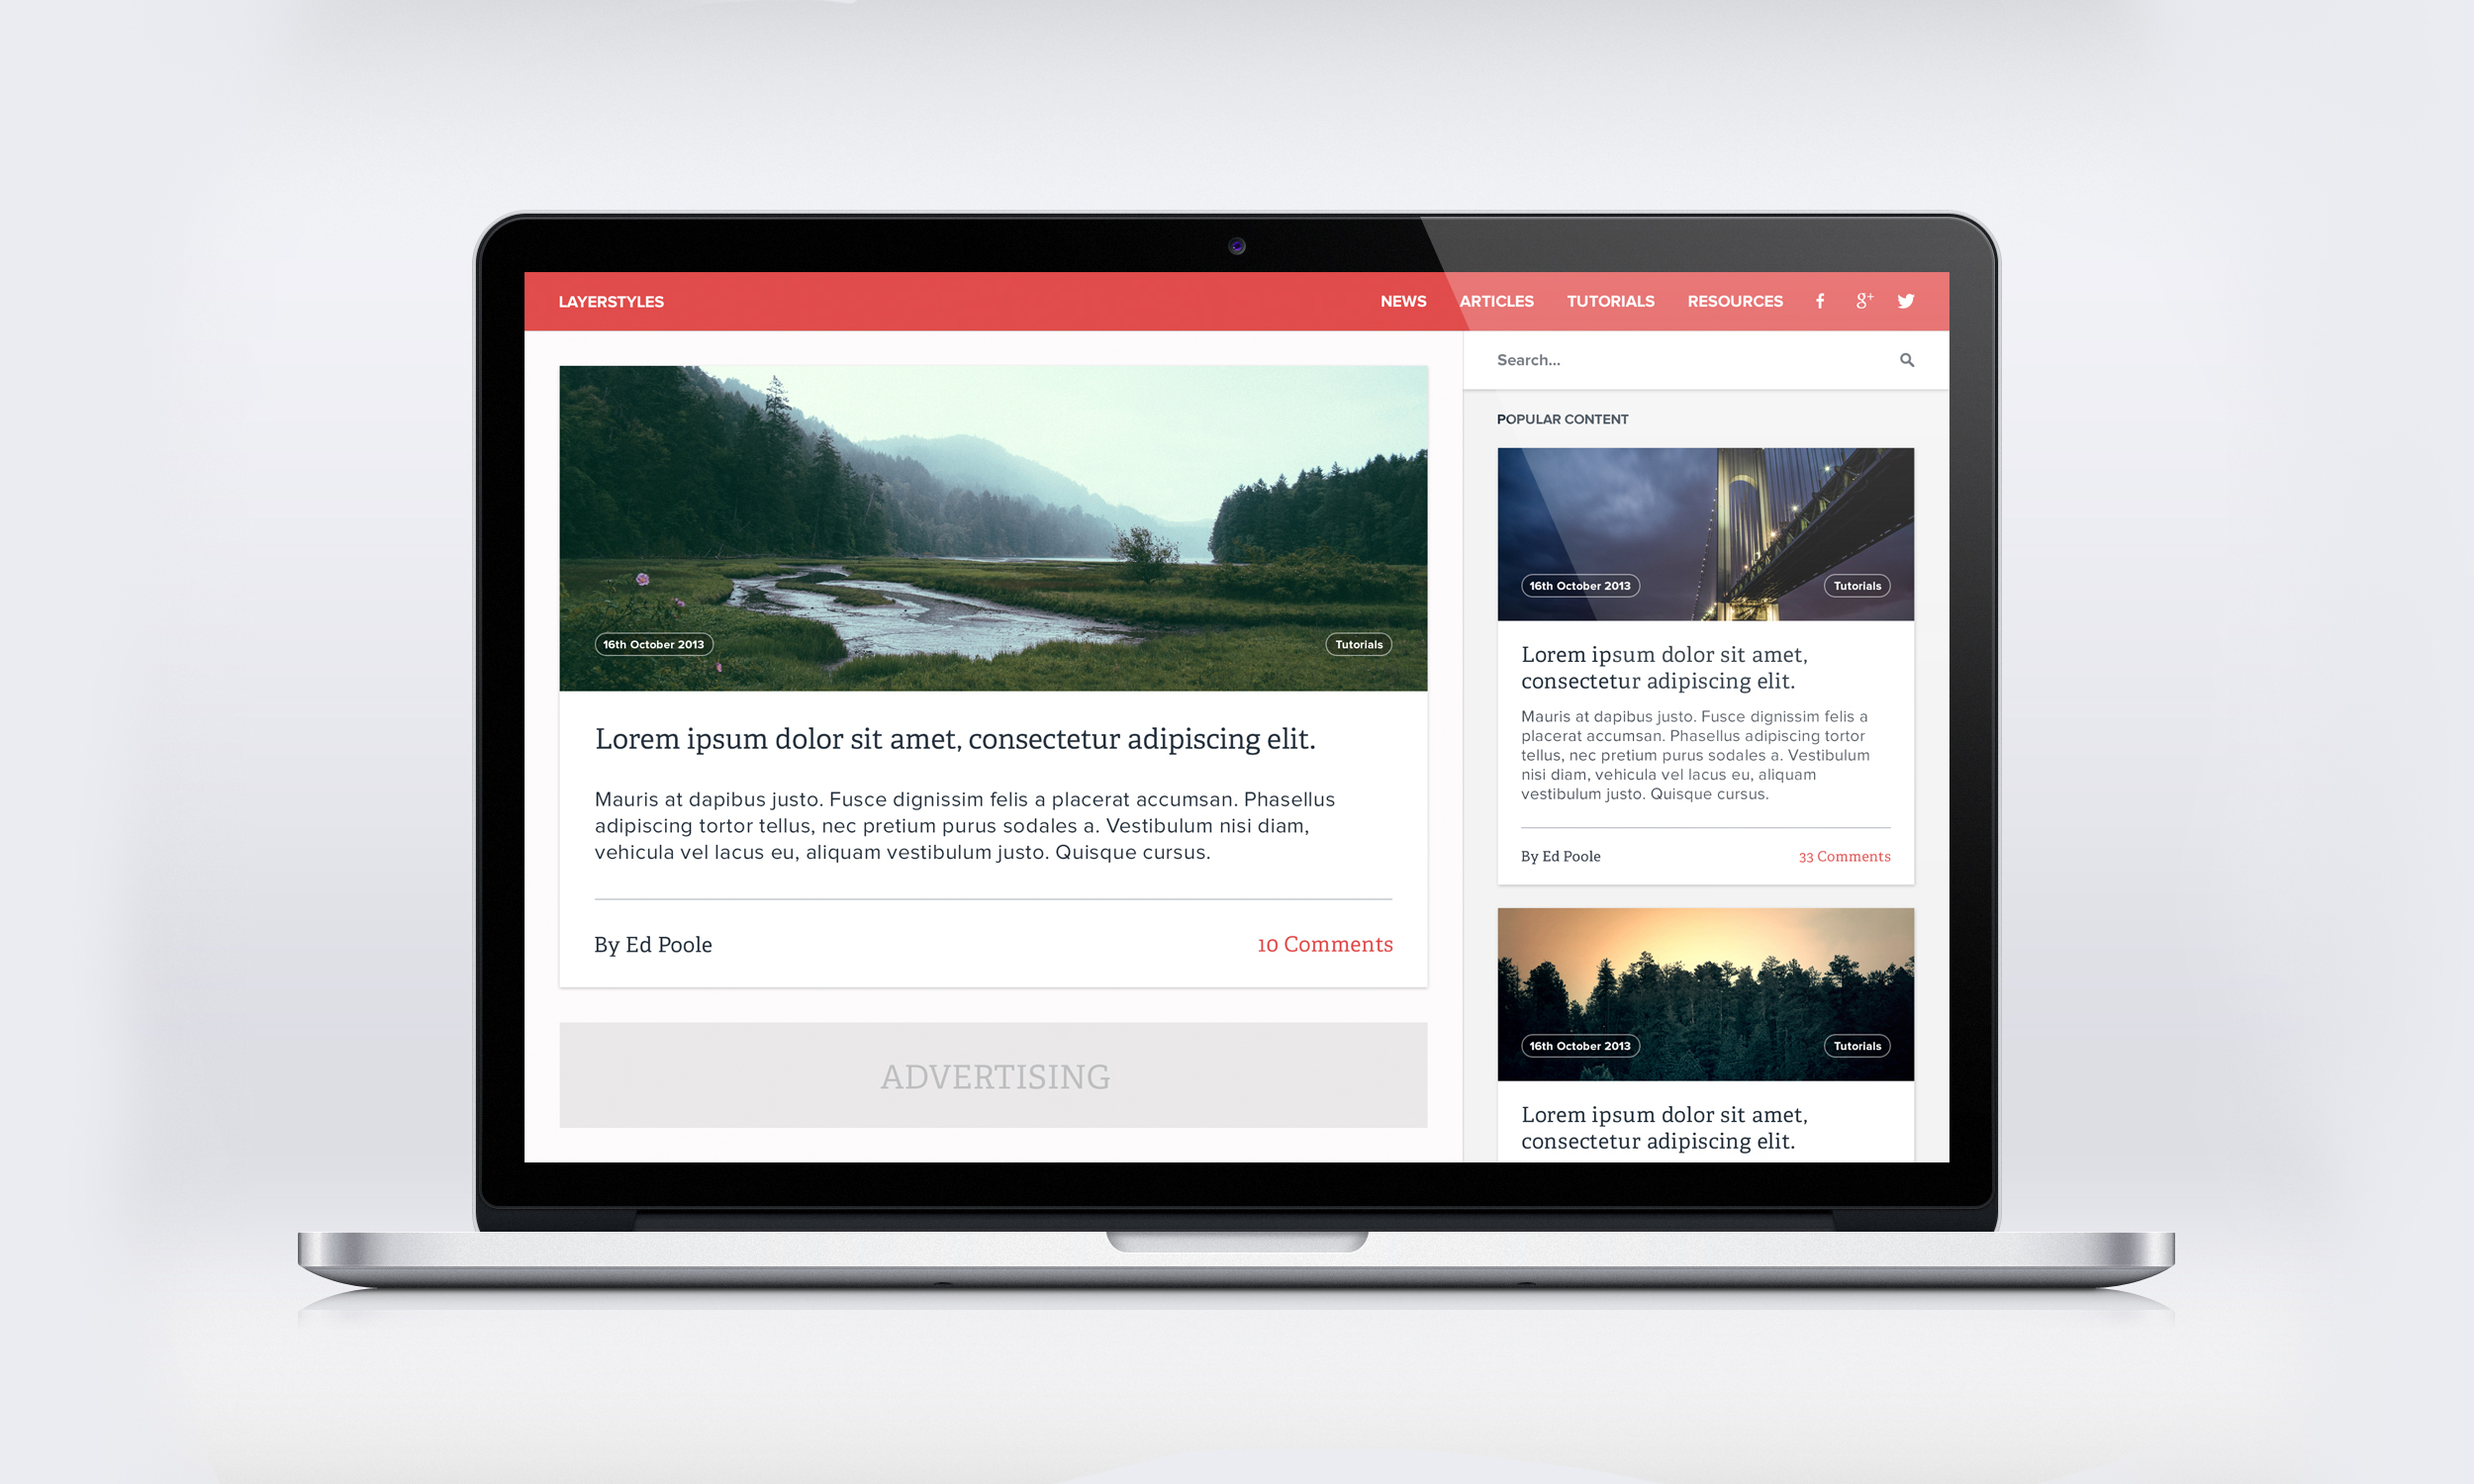 LAYERSTYLES
NEWS ARTICLES TUTORIALS RESOURCES
16th October 2013
Tutorials
Lorem ipsum dolor sit amet, consectetur adipiscing elit.
Mauris at dapibus justo. Fusce dignissim felis a placerat accumsan. Phasellus
adipiscing tortor tellus, nec pretium purus sodales a. Vestibulum nisi diam,
vehicula vel lacus eu, aliquam vestibulum justo. Quisque cursus.
By Ed Poole
10 Comments
ADVERTISING
Search...
POPULAR CONTENT
16th October 2013
Tutorials
Lorem ipsum dolor sit amet,
consectetur adipiscing elit.
Mauris at dapibus justo. Fusce dignissim felis a
placerat accumsan. Phasellus adipiscing tortor
tellus, nec pretium purus sodales a. Vestibulum
nisi diam, vehicula vel lacus eu, aliquam
vestibulum justo. Quisque cursus.
By Ed Poole
33 Comments
16th October 2013
Tutorials
Lorem ipsum dolor sit amet,
consectetur adipiscing elit.